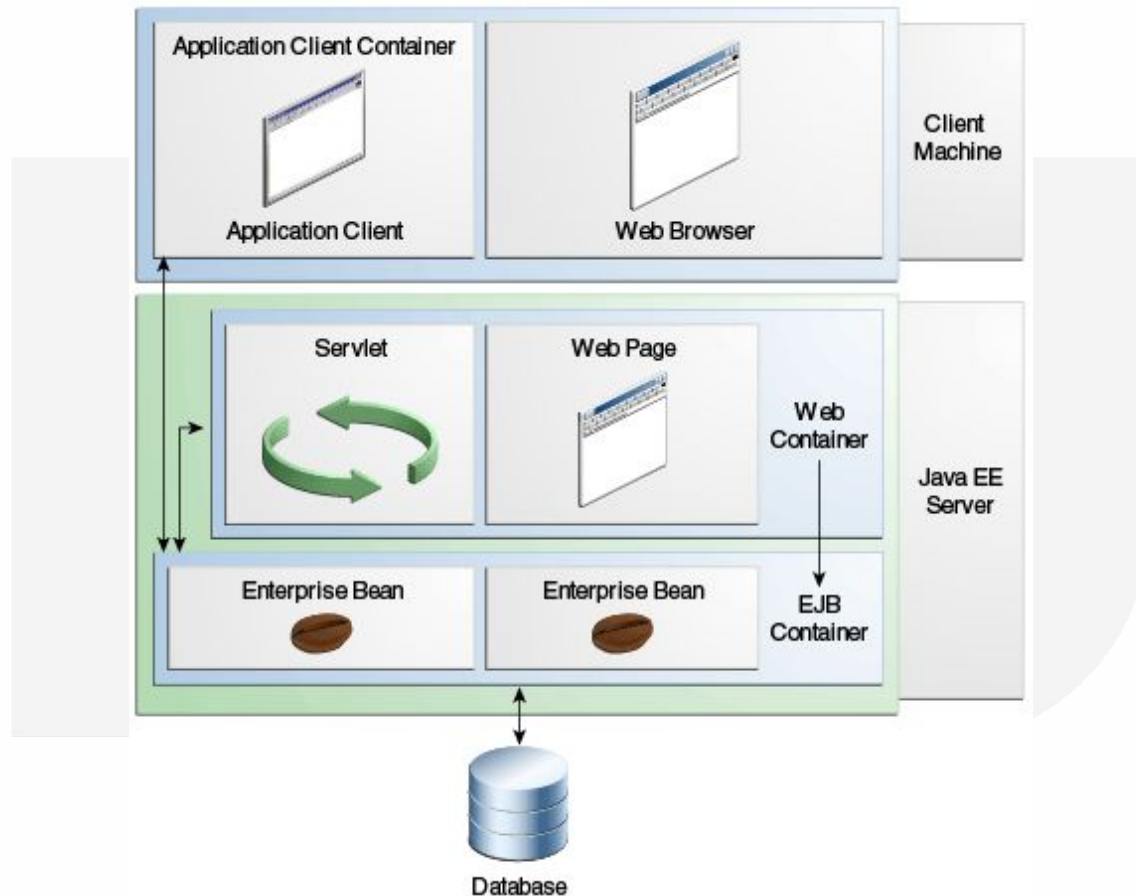 Application Client Container
Application Client
Web Browser
Client
Machine
Servlet
Web Page
Web
Container
Java EE
Server
Enterprise Bean
Enterprise Bean
EJB
Container
Database